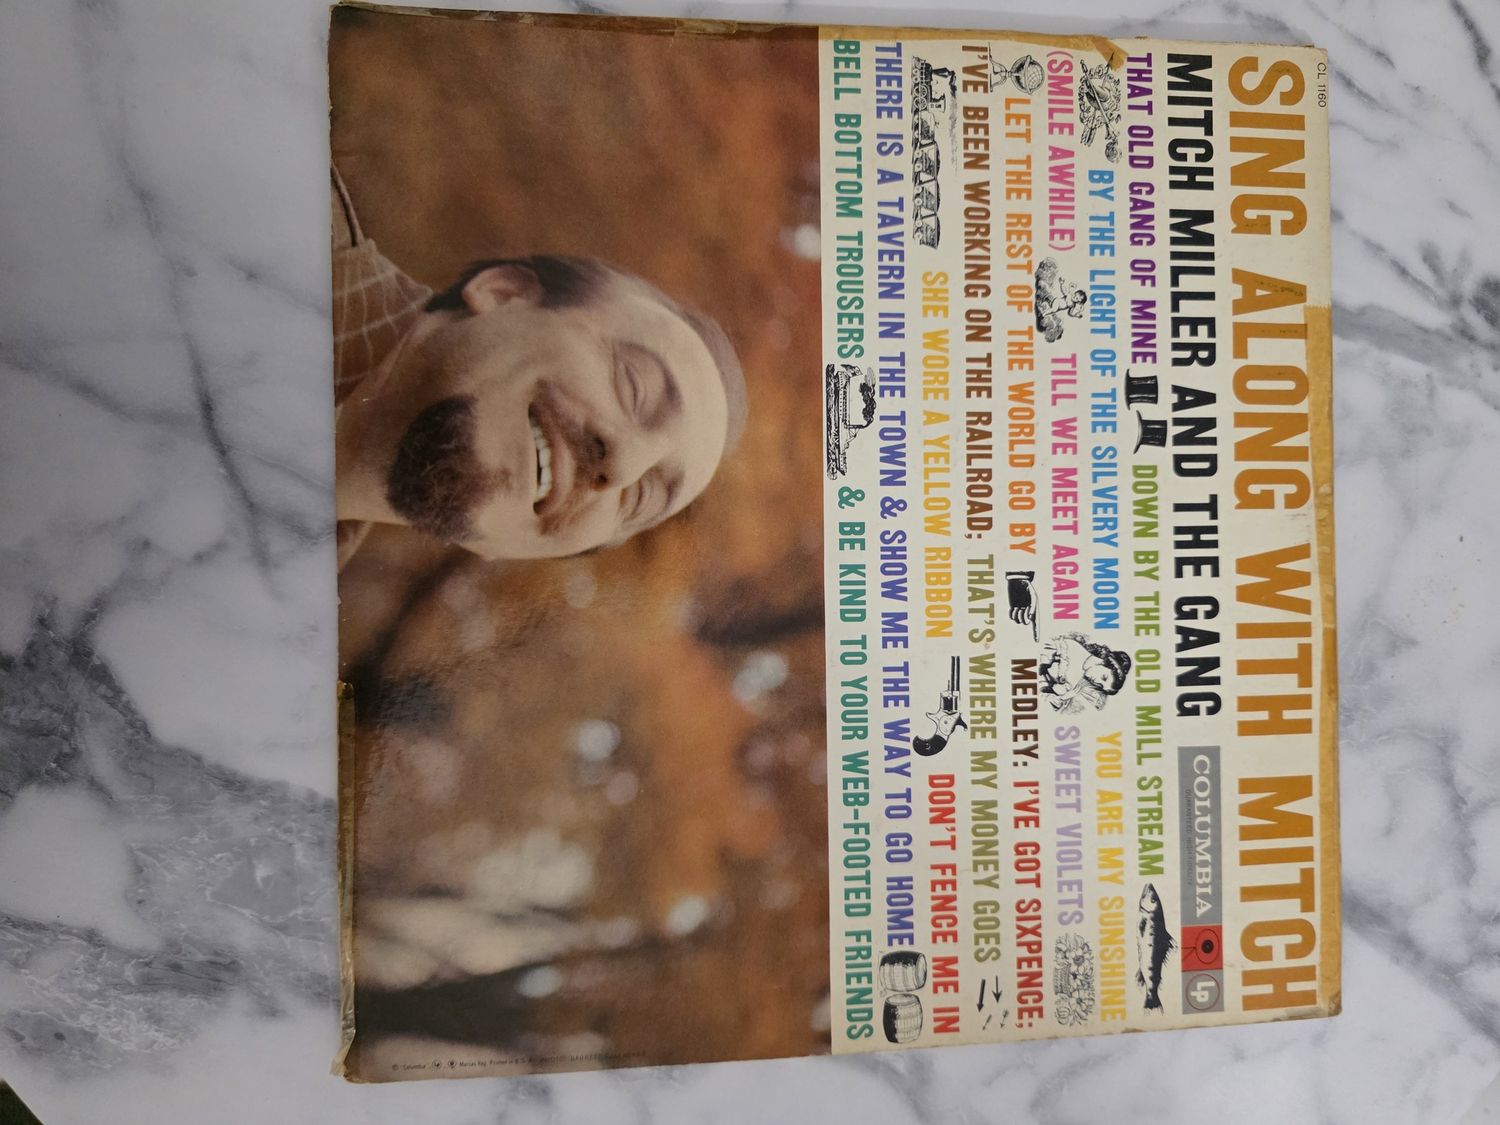 CL 1160
SING ALONG WITH MITCH
MITCH MILLER AND THE GANG
COLUMBIA
Lp
THAT OLD GANG OF MINE DOWN BY THE OLD MILL STREAM
BY THE LIGHT OF THE SILVERY MOON YOU ARE MY SUNSHINE
(SMILE AWHILE) TILL WE MEET AGAIN SWEET VIOLETS
LET THE REST OF THE WORLD GO BY MEDLEY: I'VE GOT SIXPENCE;
I'VE BEEN WORKING ON THE RAILROAD; THAT'S WHERE MY MONEY GOES
SHE WORE A YELLOW RIBBON DON'T FENCE ME IN
THERE IS A TAVERN IN THE TOWN & SHOW ME THE WAY TO GO HOME
BELL BOTTOM TROUSERS & BE KIND TO YOUR WEB-FOOTED FRIENDS